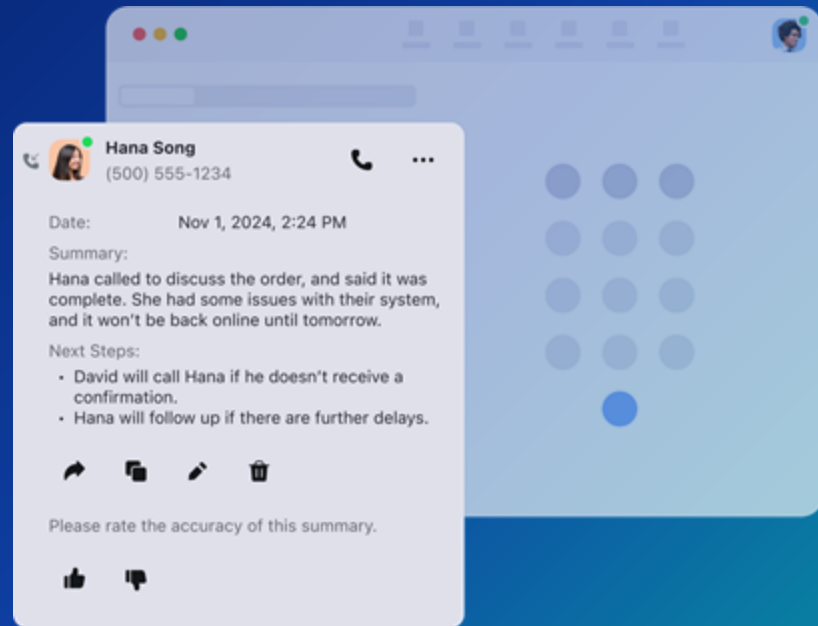 Hana Song
(500) 555-1234
Date: Nov 1, 2024, 2:24 PM
Summary:
Hana called to discuss the order, and said it was
complete. She had some issues with their system,
and it won't be back online until tomorrow.
Next Steps:
• David will call Hana if he doesn't receive a
confirmation.
• Hana will follow up if there are further delays.
Please rate the accuracy of this summary.